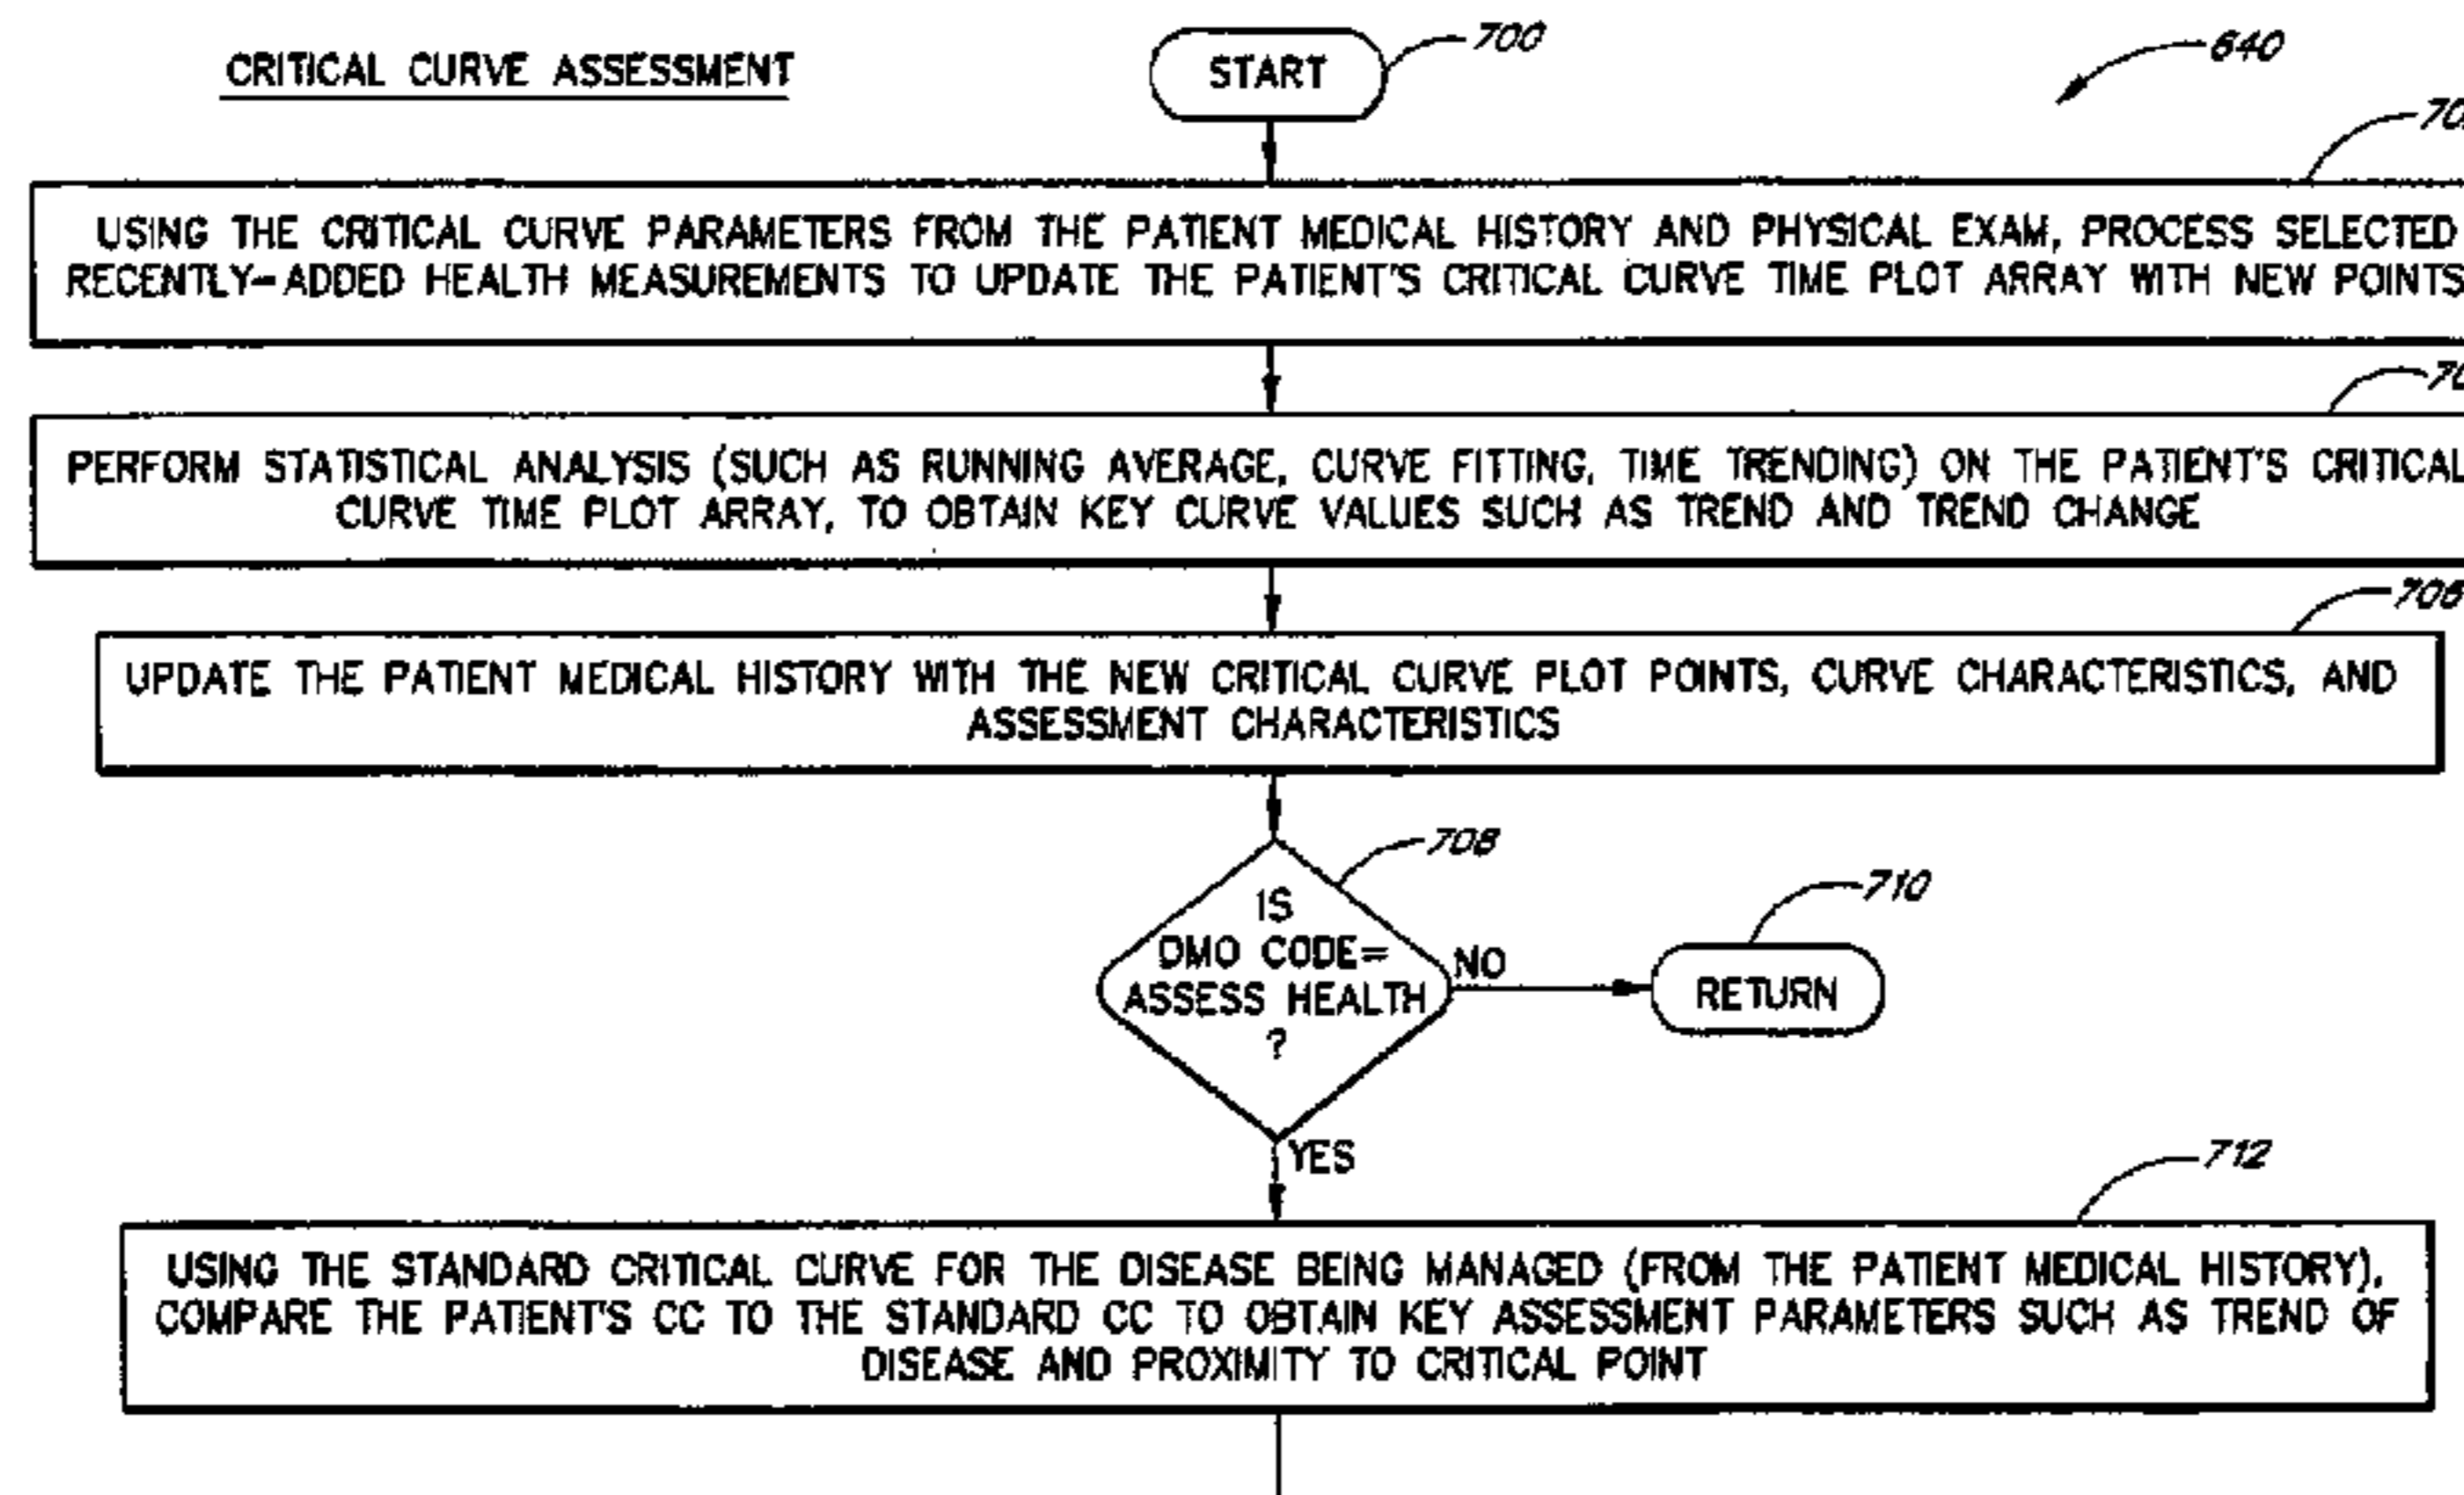 CRITICAL CURVE ASSESSMENT
START
700
640
USING THE CRITICAL CURVE PARAMETERS FROM THE PATIENT MEDICAL HISTORY AND PHYSICAL EXAM, PROCESS SELECTED
RECENTLY-ADDED HEALTH MEASUREMENTS TO UPDATE THE PATIENT'S CRITICAL CURVE TIME PLOT ARRAY WITH NEW POINTS
PERFORM STATISTICAL ANALYSIS (SUCH AS RUNNING AVERAGE, CURVE FITTING, TIME TRENDING) ON THE PATIENT'S CRITICAL
CURVE TIME PLOT ARRAY, TO OBTAIN KEY CURVE VALUES SUCH AS TREND AND TREND CHANGE
706
UPDATE THE PATIENT MEDICAL HISTORY WITH THE NEW CRITICAL CURVE PLOT POINTS, CURVE CHARACTERISTICS, AND
ASSESSMENT CHARACTERISTICS
708
IS
DMO CODE=
ASSESS HEALTH
?
NO
710
RETURN
YES
712
USING THE STANDARD CRITICAL CURVE FOR THE DISEASE BEING MANAGED (FROM THE PATIENT MEDICAL HISTORY),
COMPARE THE PATIENT'S CC TO THE STANDARD CC TO OBTAIN KEY ASSESSMENT PARAMETERS SUCH AS TREND OF
DISEASE AND PROXIMITY TO CRITICAL POINT